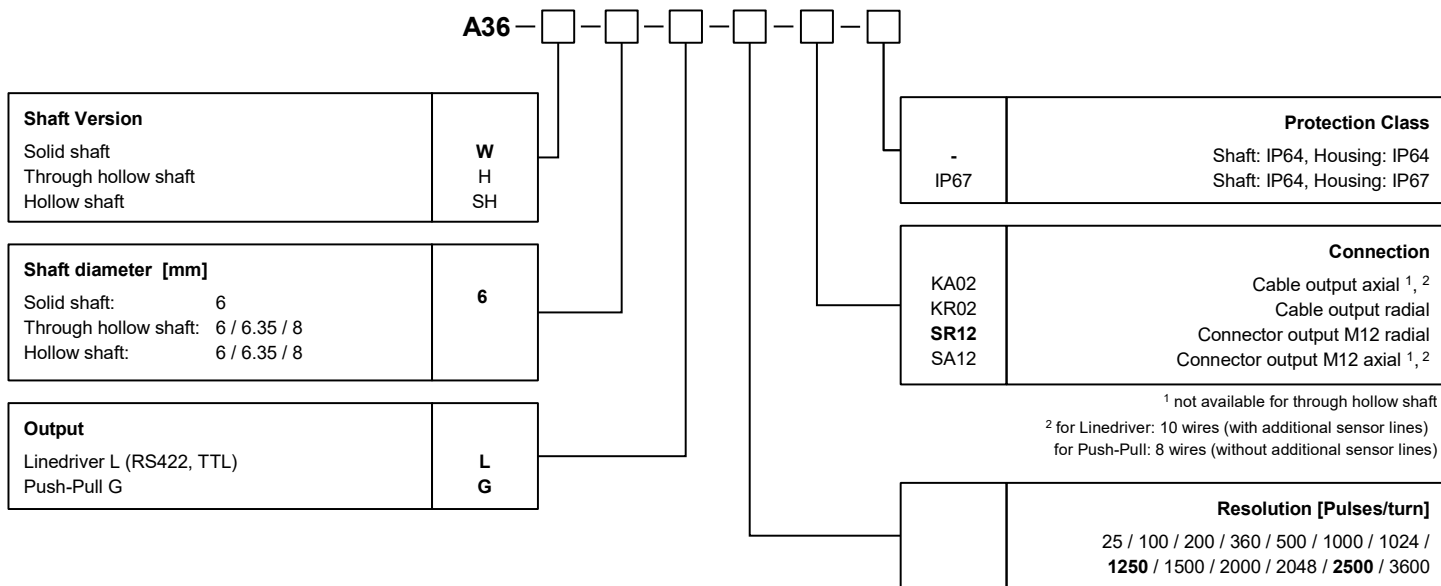 A36 – – – – – –
Shaft Version
Solid shaft W
Through hollow shaft H
Hollow shaft SH
Shaft diameter [mm]
Solid shaft: 6
Through hollow shaft: 6 / 6.35 / 8
Hollow shaft: 6 / 6.35 / 8
6
Output
Linedriver L (RS422, TTL) L
Push-Pull G G
Protection Class
- Shaft: IP64, Housing: IP64
IP67 Shaft: IP64, Housing: IP67
Connection
KA02 Cable output axial 1, 2
KR02 Cable output radial
SR12 Connector output M12 radial
SA12 Connector output M12 axial 1, 2
1 not available for through hollow shaft
2 for Linedriver: 10 wires (with additional sensor lines)
for Push-Pull: 8 wires (without additional sensor lines)
Resolution [Pulses/turn]
25 / 100 / 200 / 360 / 500 / 1000 / 1024 /
1250 / 1500 / 2000 / 2048 / 2500 / 3600